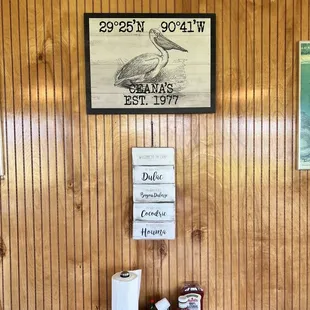 29°25'N 90°41'W
CEANA'S
EST. 1977
Dulac
Bayou Dularge
Cocodrie
Houma